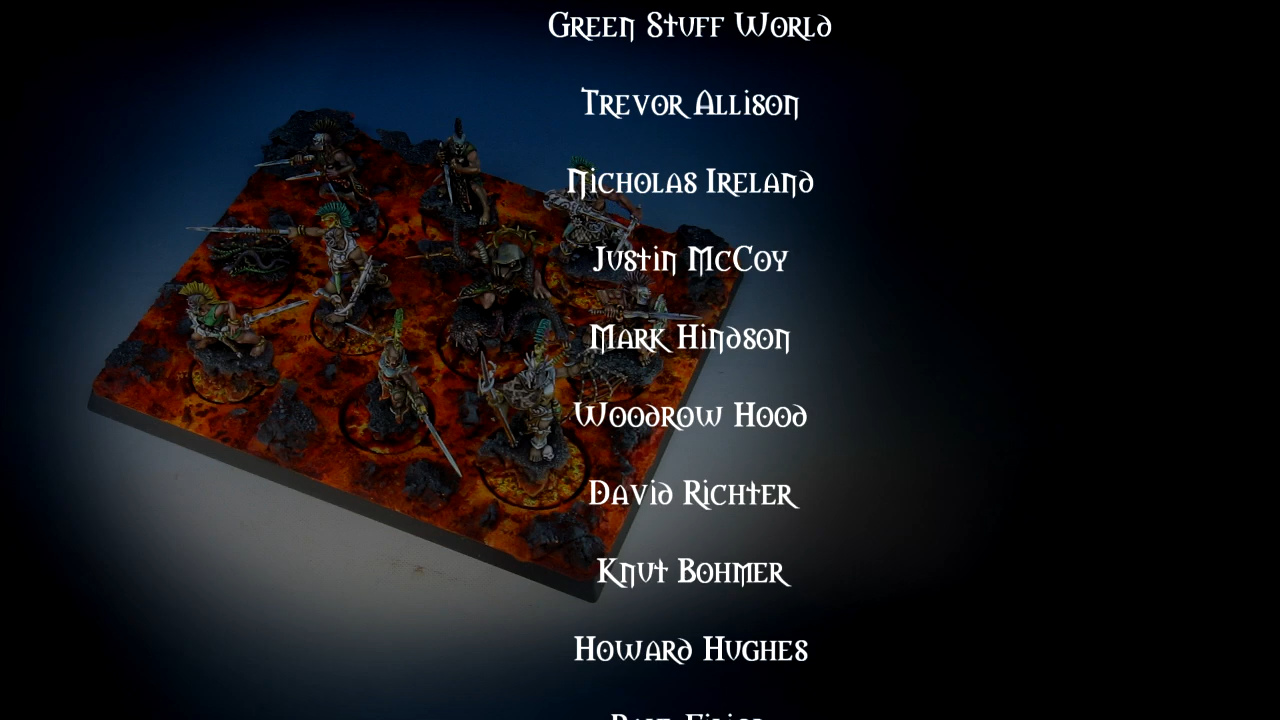 Green Stuff World
Trevor Allison
Nicholas Ireland
Justin McCoy
Mark Hindson
Woodrow Hood
David Richter
Knut Bohmer
Howard Hughes